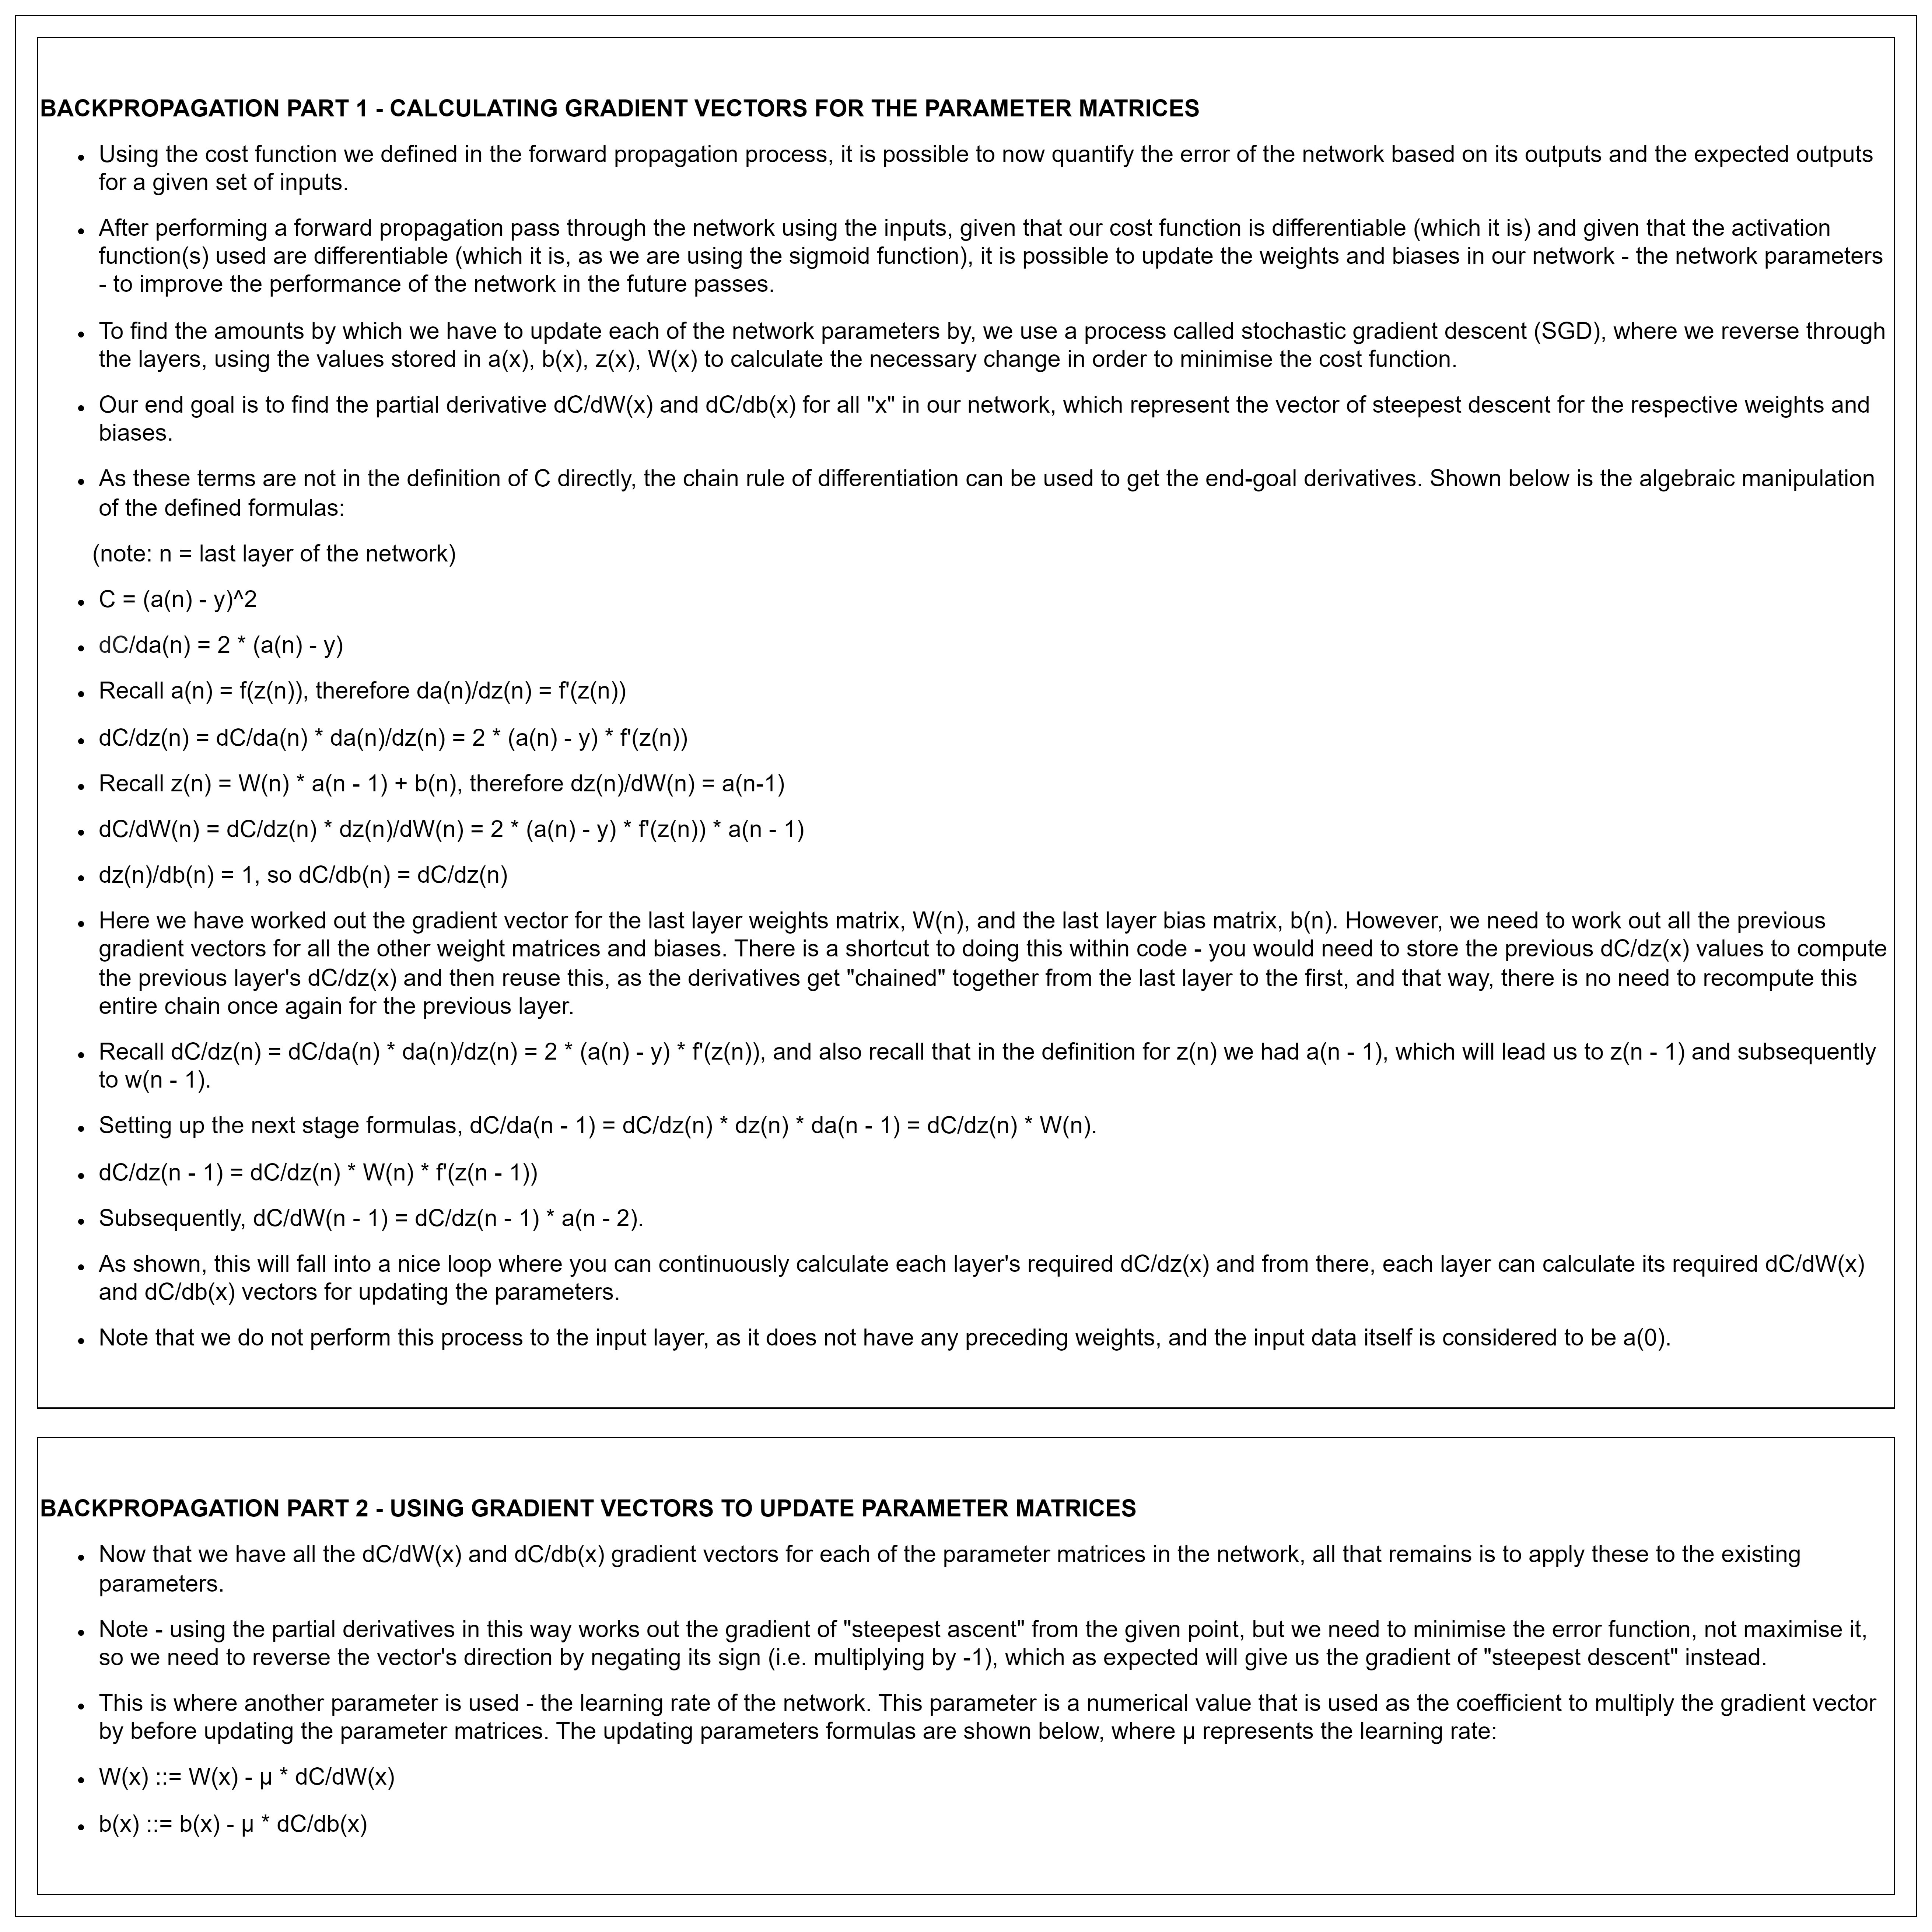 BACKPROPAGATION PART 1 - CALCULATING GRADIENT VECTORS FOR THE PARAMETER MATRICES
• Using the cost function we defined in the forward propagation process, it is possible to now quantify the error of the network based on its outputs and the expected outputs
for a given set of inputs.
• After performing a forward propagation pass through the network using the inputs, given that our cost function is differentiable (which it is) and given that the activation
function(s) used are differentiable (which it is, as we are using the sigmoid function), it is possible to update the weights and biases in our network - the network parameters
- to improve the performance of the network in the future passes.
• To find the amounts by which we have to update each of the network parameters by, we use a process called stochastic gradient descent (SGD), where we reverse through
the layers, using the values stored in a(x), b(x), z(x), W(x) to calculate the necessary change in order to minimise the cost function.
• Our end goal is to find the partial derivative dC/dW(x) and dC/db(x) for all "x" in our network, which represent the vector of steepest descent for the respective weights and
biases.
• As these terms are not in the definition of C directly, the chain rule of differentiation can be used to get the end-goal derivatives. Shown below is the algebraic manipulation
of the defined formulas:
(note: n = last layer of the network)
• C = (a(n) - y)^2
• dC/da(n) = 2 * (a(n) - y)
• Recall a(n) = f(z(n)), therefore da(n)/dz(n) = f'(z(n))
• dC/dz(n) = dC/da(n) * da(n)/dz(n) = 2 * (a(n) - y) * f'(z(n))
• Recall z(n) = W(n) * a(n - 1) + b(n), therefore dz(n)/dW(n) = a(n-1)
• dC/dW(n) = dC/dz(n) * dz(n)/dW(n) = 2 * (a(n) - y) * f'(z(n)) * a(n - 1)
• dz(n)/db(n) = 1, so dC/db(n) = dC/dz(n)
• Here we have worked out the gradient vector for the last layer weights matrix, W(n), and the last layer bias matrix, b(n). However, we need to work out all the previous
gradient vectors for all the other weight matrices and biases. There is a shortcut to doing this within code - you would need to store the previous dC/dz(x) values to compute
the previous layer's dC/dz(x) and then reuse this, as the derivatives get "chained" together from the last layer to the first, and that way, there is no need to recompute this
entire chain once again for the previous layer.
• Recall dC/dz(n) = dC/da(n) * da(n)/dz(n) = 2 * (a(n) - y) * f'(z(n)), and also recall that in the definition for z(n) we had a(n - 1), which will lead us to z(n - 1) and subsequently
to w(n - 1).
• Setting up the next stage formulas, dC/da(n - 1) = dC/dz(n) * dz(n) * da(n - 1) = dC/dz(n) * W(n).
• dC/dz(n - 1) = dC/dz(n) * W(n) * f'(z(n - 1))
• Subsequently, dC/dW(n - 1) = dC/dz(n - 1) * a(n - 2).
• As shown, this will fall into a nice loop where you can continuously calculate each layer's required dC/dz(x) and from there, each layer can calculate its required dC/dW(x)
and dC/db(x) vectors for updating the parameters.
• Note that we do not perform this process to the input layer, as it does not have any preceding weights, and the input data itself is considered to be a(0).
BACKPROPAGATION PART 2 - USING GRADIENT VECTORS TO UPDATE PARAMETER MATRICES
• Now that we have all the dC/dW(x) and dC/db(x) gradient vectors for each of the parameter matrices in the network, all that remains is to apply these to the existing
parameters.
• Note - using the partial derivatives in this way works out the gradient of "steepest ascent" from the given point, but we need to minimise the error function, not maximise it,
so we need to reverse the vector's direction by negating its sign (i.e. multiplying by -1), which as expected will give us the gradient of "steepest descent" instead.
• This is where another parameter is used - the learning rate of the network. This parameter is a numerical value that is used as the coefficient to multiply the gradient vector
by before updating the parameter matrices. The updating parameters formulas are shown below, where µ represents the learning rate:
• W(x) ::= W(x) - µ * dC/dW(x)
• b(x) ::= b(x) - µ * dC/db(x)